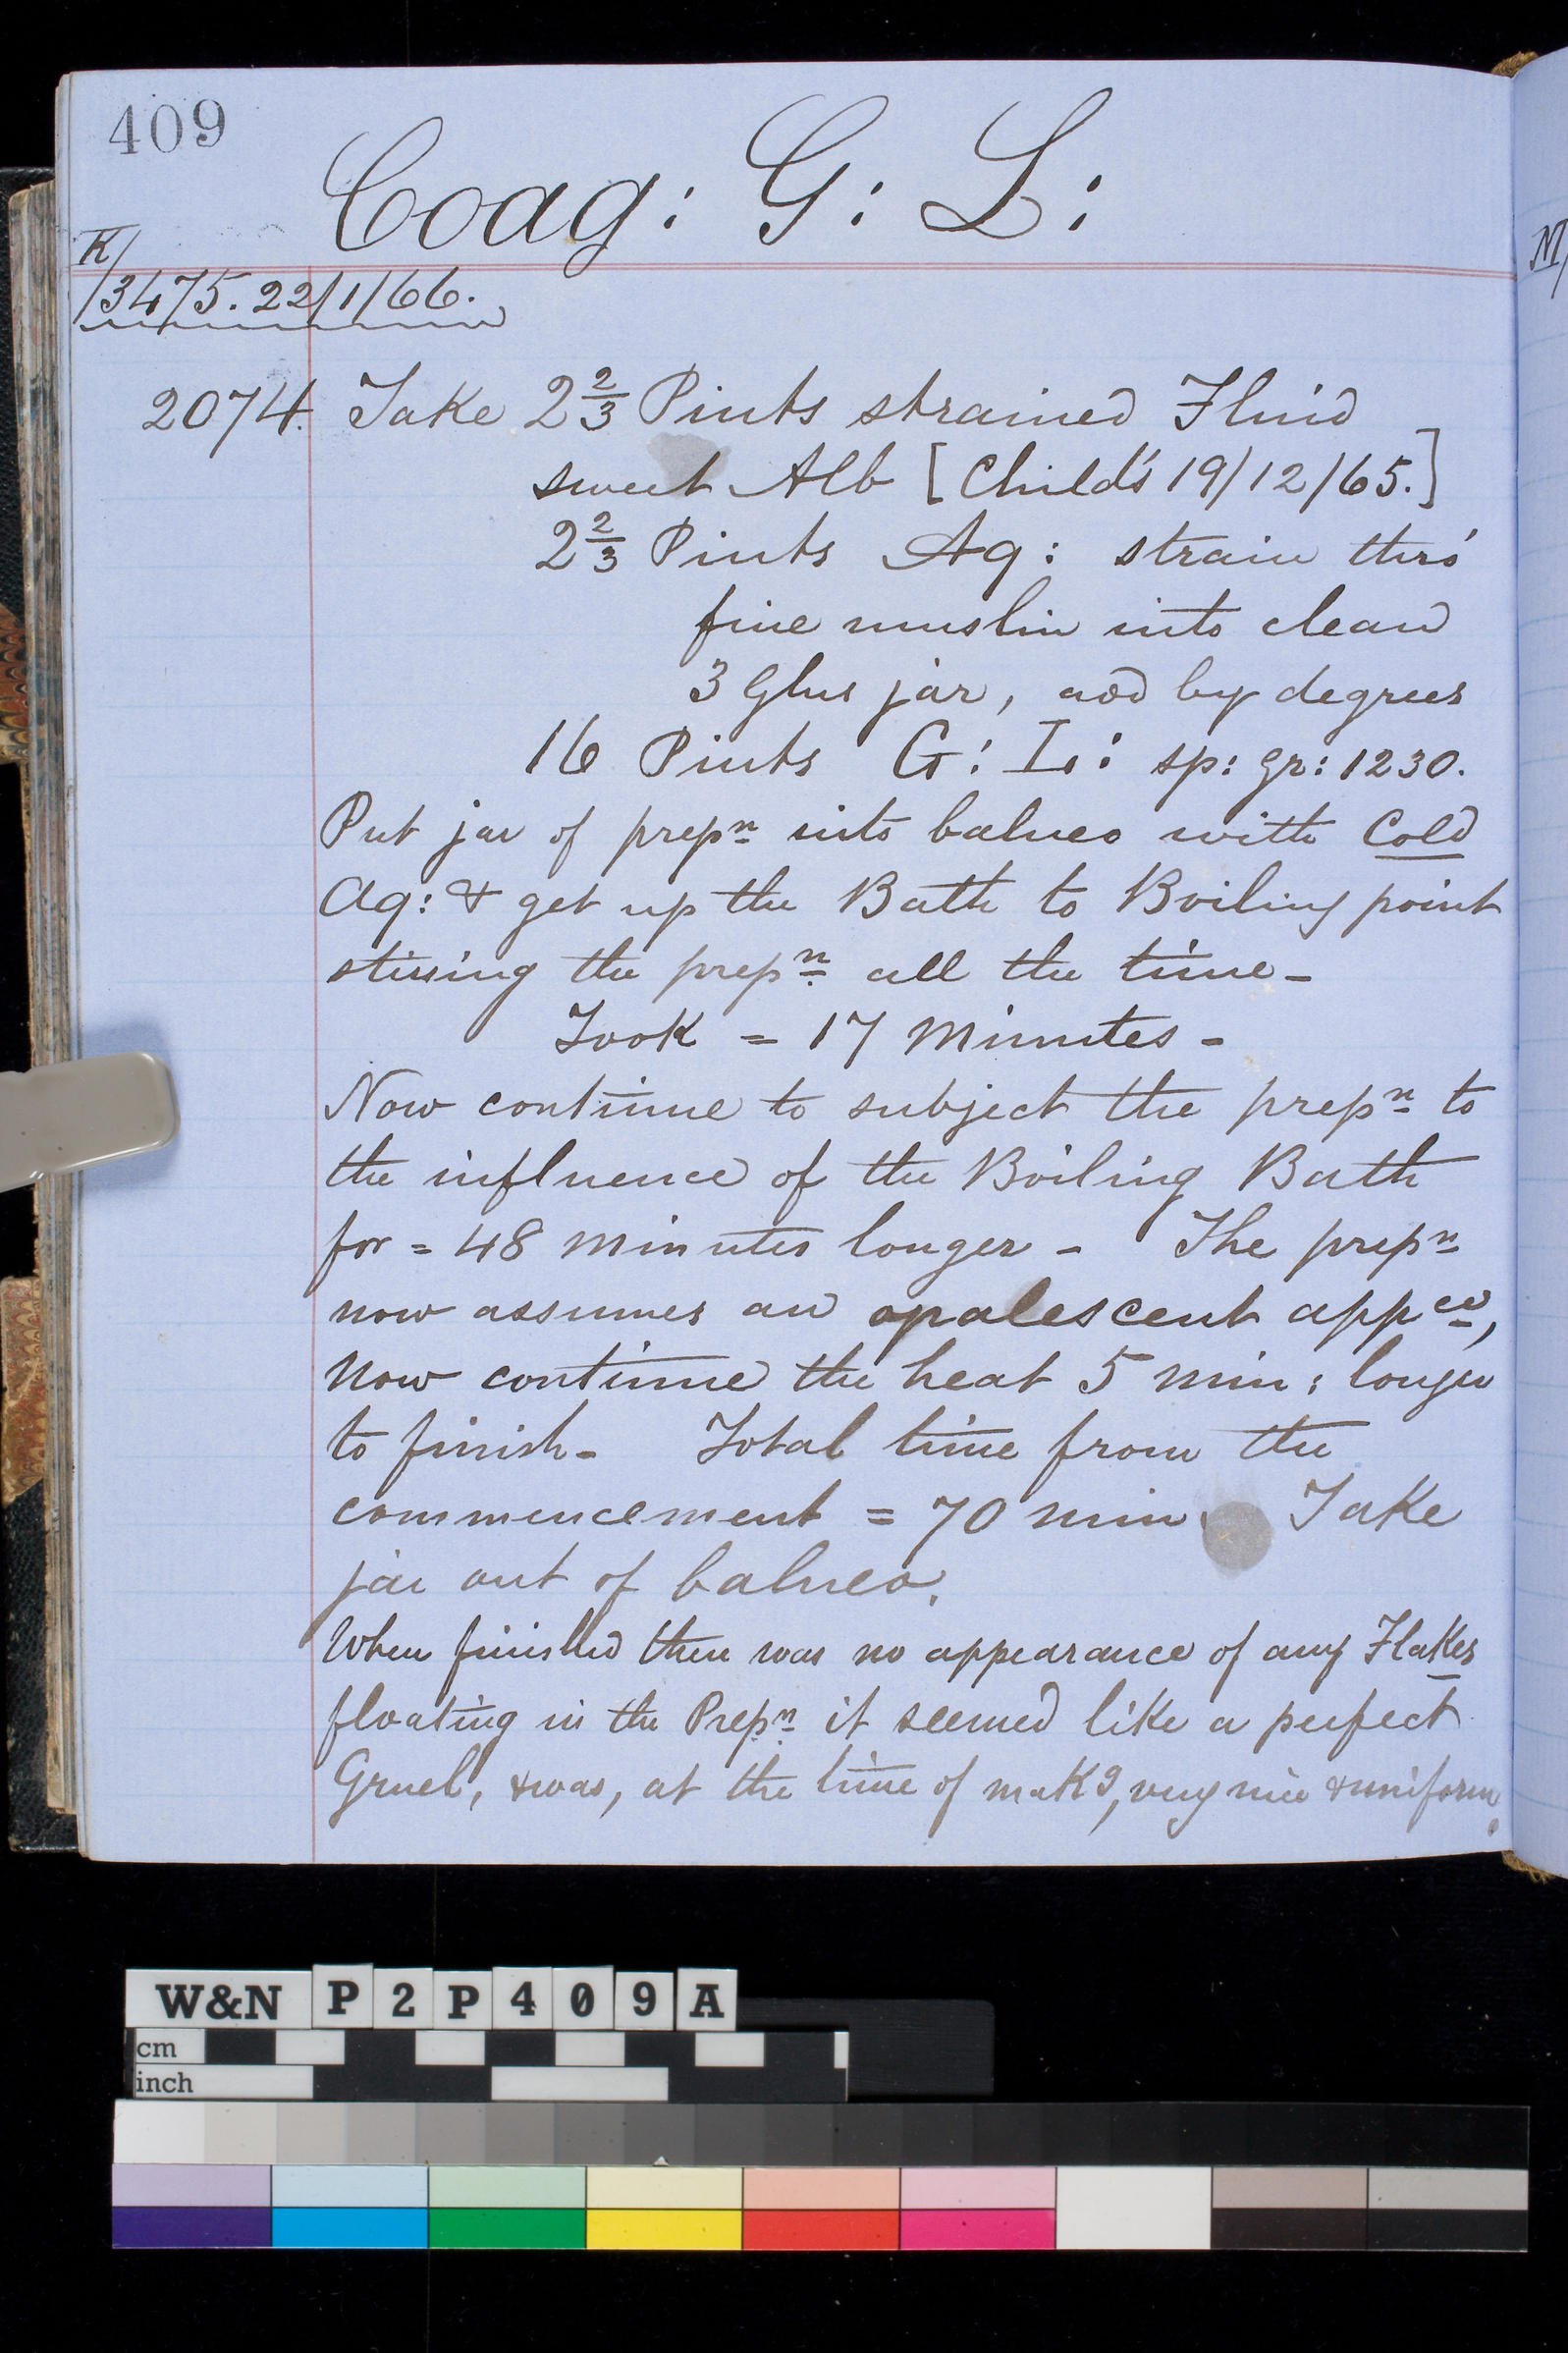 409
Coag: G: L:
K/
/3475. 22/1/66.
2074. Take 2 2/3 Pints strained Fluid
sweet Alb [Child's 19/12/65.]
2 2/3 Pints Aq: strain thro'
fine muslin into clean
3 Glns jar, add by degrees
16 Pints G: L: sp: gr: 1230.
Put jar of prepn into balneo with Cold
Aq: & get up the Bath to Boiling point
stirring the prepn all the time-
Took = 17 Minutes-
Now continue to subject the prepn to
the influence of the Boiling Bath
for = 48 minutes longer- The prepn
now assumes an opalescent appce,
Now continue the heat 5 min: longer
to finish- Total time from the
commencement = 70 min Take
jar out of balneo.
When finished there was no appearance of any Flakes
floating in the Prepn it seemed like a perfect
Gruel, & was, at the time of makg, very nice & uniform.
M/
W&N P2P409A
cm
inch